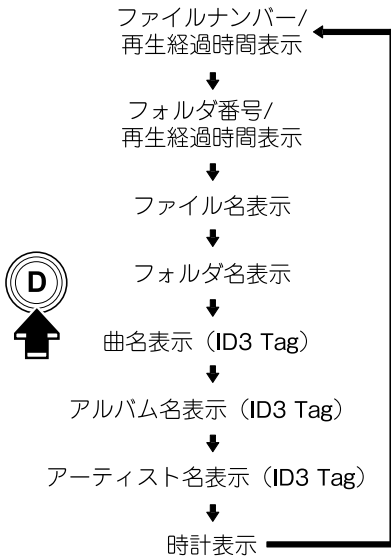 ファイルナンバー/
再生経過時間表示
フォルダ番号/
再生経過時間表示
ファイル名表示
フォルダ名表示
D
曲名表示（ID3 Tag）
アルバム名表示（ID3 Tag）
アーティスト名表示（ID3 Tag）
時計表示